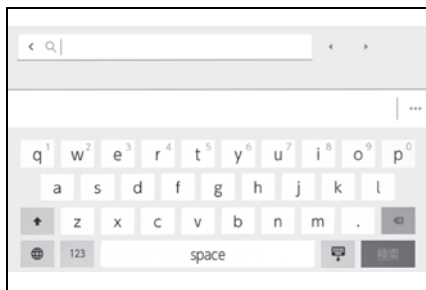 q1 w2 e3 r4 t5 y6 u7 i8 o9 p0
a s d f g h j k l
z x c v b n m .
123 space 検索